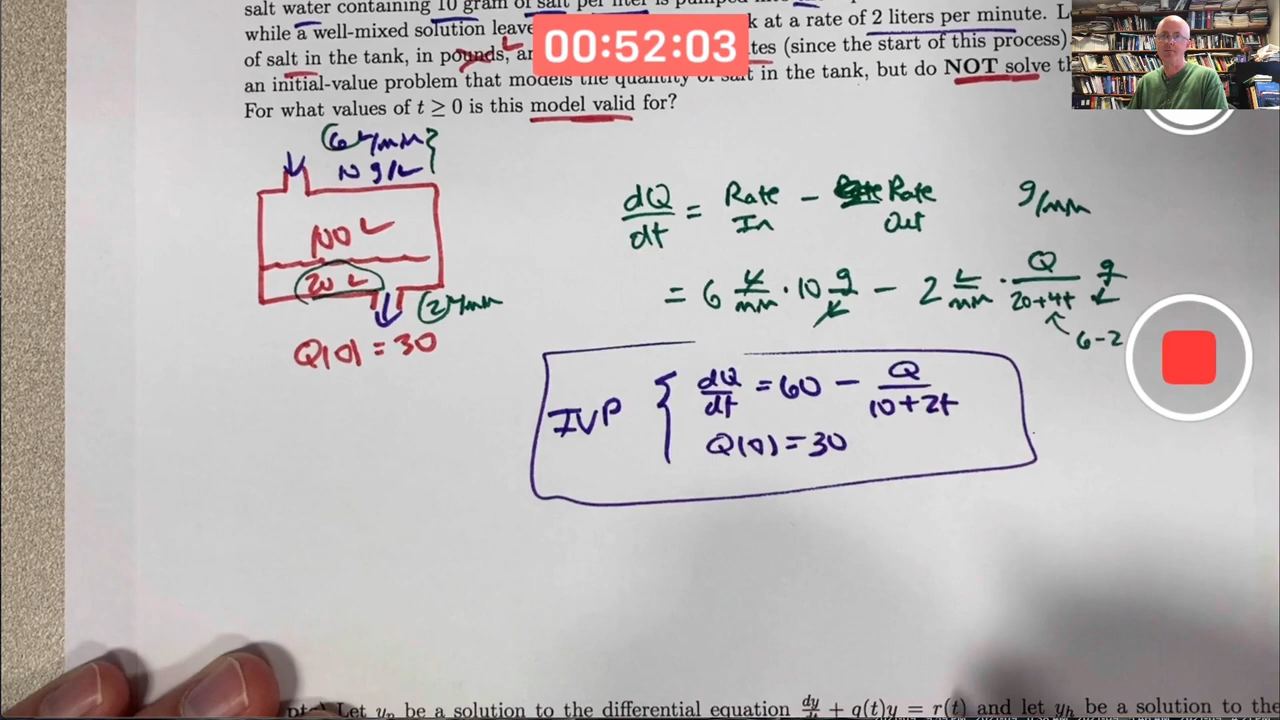 salt water containing 10 gram of salt per liter is pumped into the
while a well-mixed solution leave k at a rate of 2 liters per minute. L
of salt in the tank, in pounds, an tes (since the start of this process)
an initial-value problem that models the quantity of salt in the tank, but do NOT solve th
For what values of t ≥ 0 is this model valid for?
00:52:03
6 L/min
10 g/L
100 L
20 L
2 L/min
Q(0) = 30
dQ/dt = Rate In - Rate Out g/min
= 6 L/min · 10 g/L - 2 L/min · Q/20+4t g/L
6-2
IVP { dQ/dt = 60 - Q/10+2t
Q(0) = 30
pts) Let y_p be a solution to the differential equation dy/dt + q(t)y = r(t) and let y_h be a solution to the